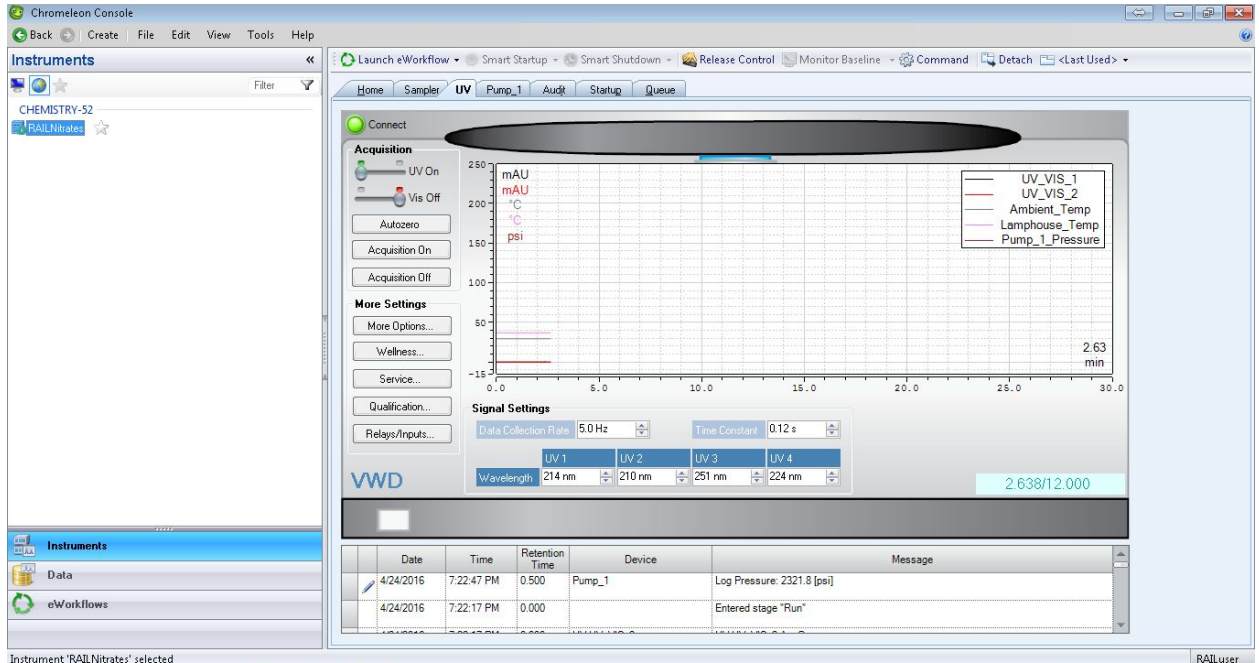 Chromeleon Console
Back Create File Edit View Tools Help
Instruments «
Launch eWorkflow Smart Startup Smart Shutdown Release Control Monitor Baseline Command Detach <Last Used>
Filter
Home Sampler UV Pump_1 Audit Startup Queue
CHEMISTRY-52
RAILNitrates
Connect
Acquisition
UV On
Vis Off
Autozero
Acquisition On
Acquisition Off
More Settings
More Options...
Wellness...
Service...
Qualification...
Relays/Inputs...
VWD
250
200
150
100
50
-15
mAU
mAU
°C
°C
psi
UV_VIS_1
UV_VIS_2
Ambient_Temp
Lamphouse_Temp
Pump_1_Pressure
2.63
min
0.0 5.0 10.0 15.0 20.0 25.0 30.0
Signal Settings
Data Collection Rate 5.0 Hz Time Constant 0.12 s
UV 1 UV 2 UV 3 UV 4
Wavelength 214 nm 210 nm 251 nm 224 nm
2.638/12.000
Instruments
Data
eWorkflows
Date Time Retention Time Device Message
4/24/2016 7:22:47 PM 0.500 Pump_1 Log Pressure: 2321.8 [psi]
4/24/2016 7:22:17 PM 0.000 Entered stage "Run"
Instrument 'RAILNitrates' selected RAILuser